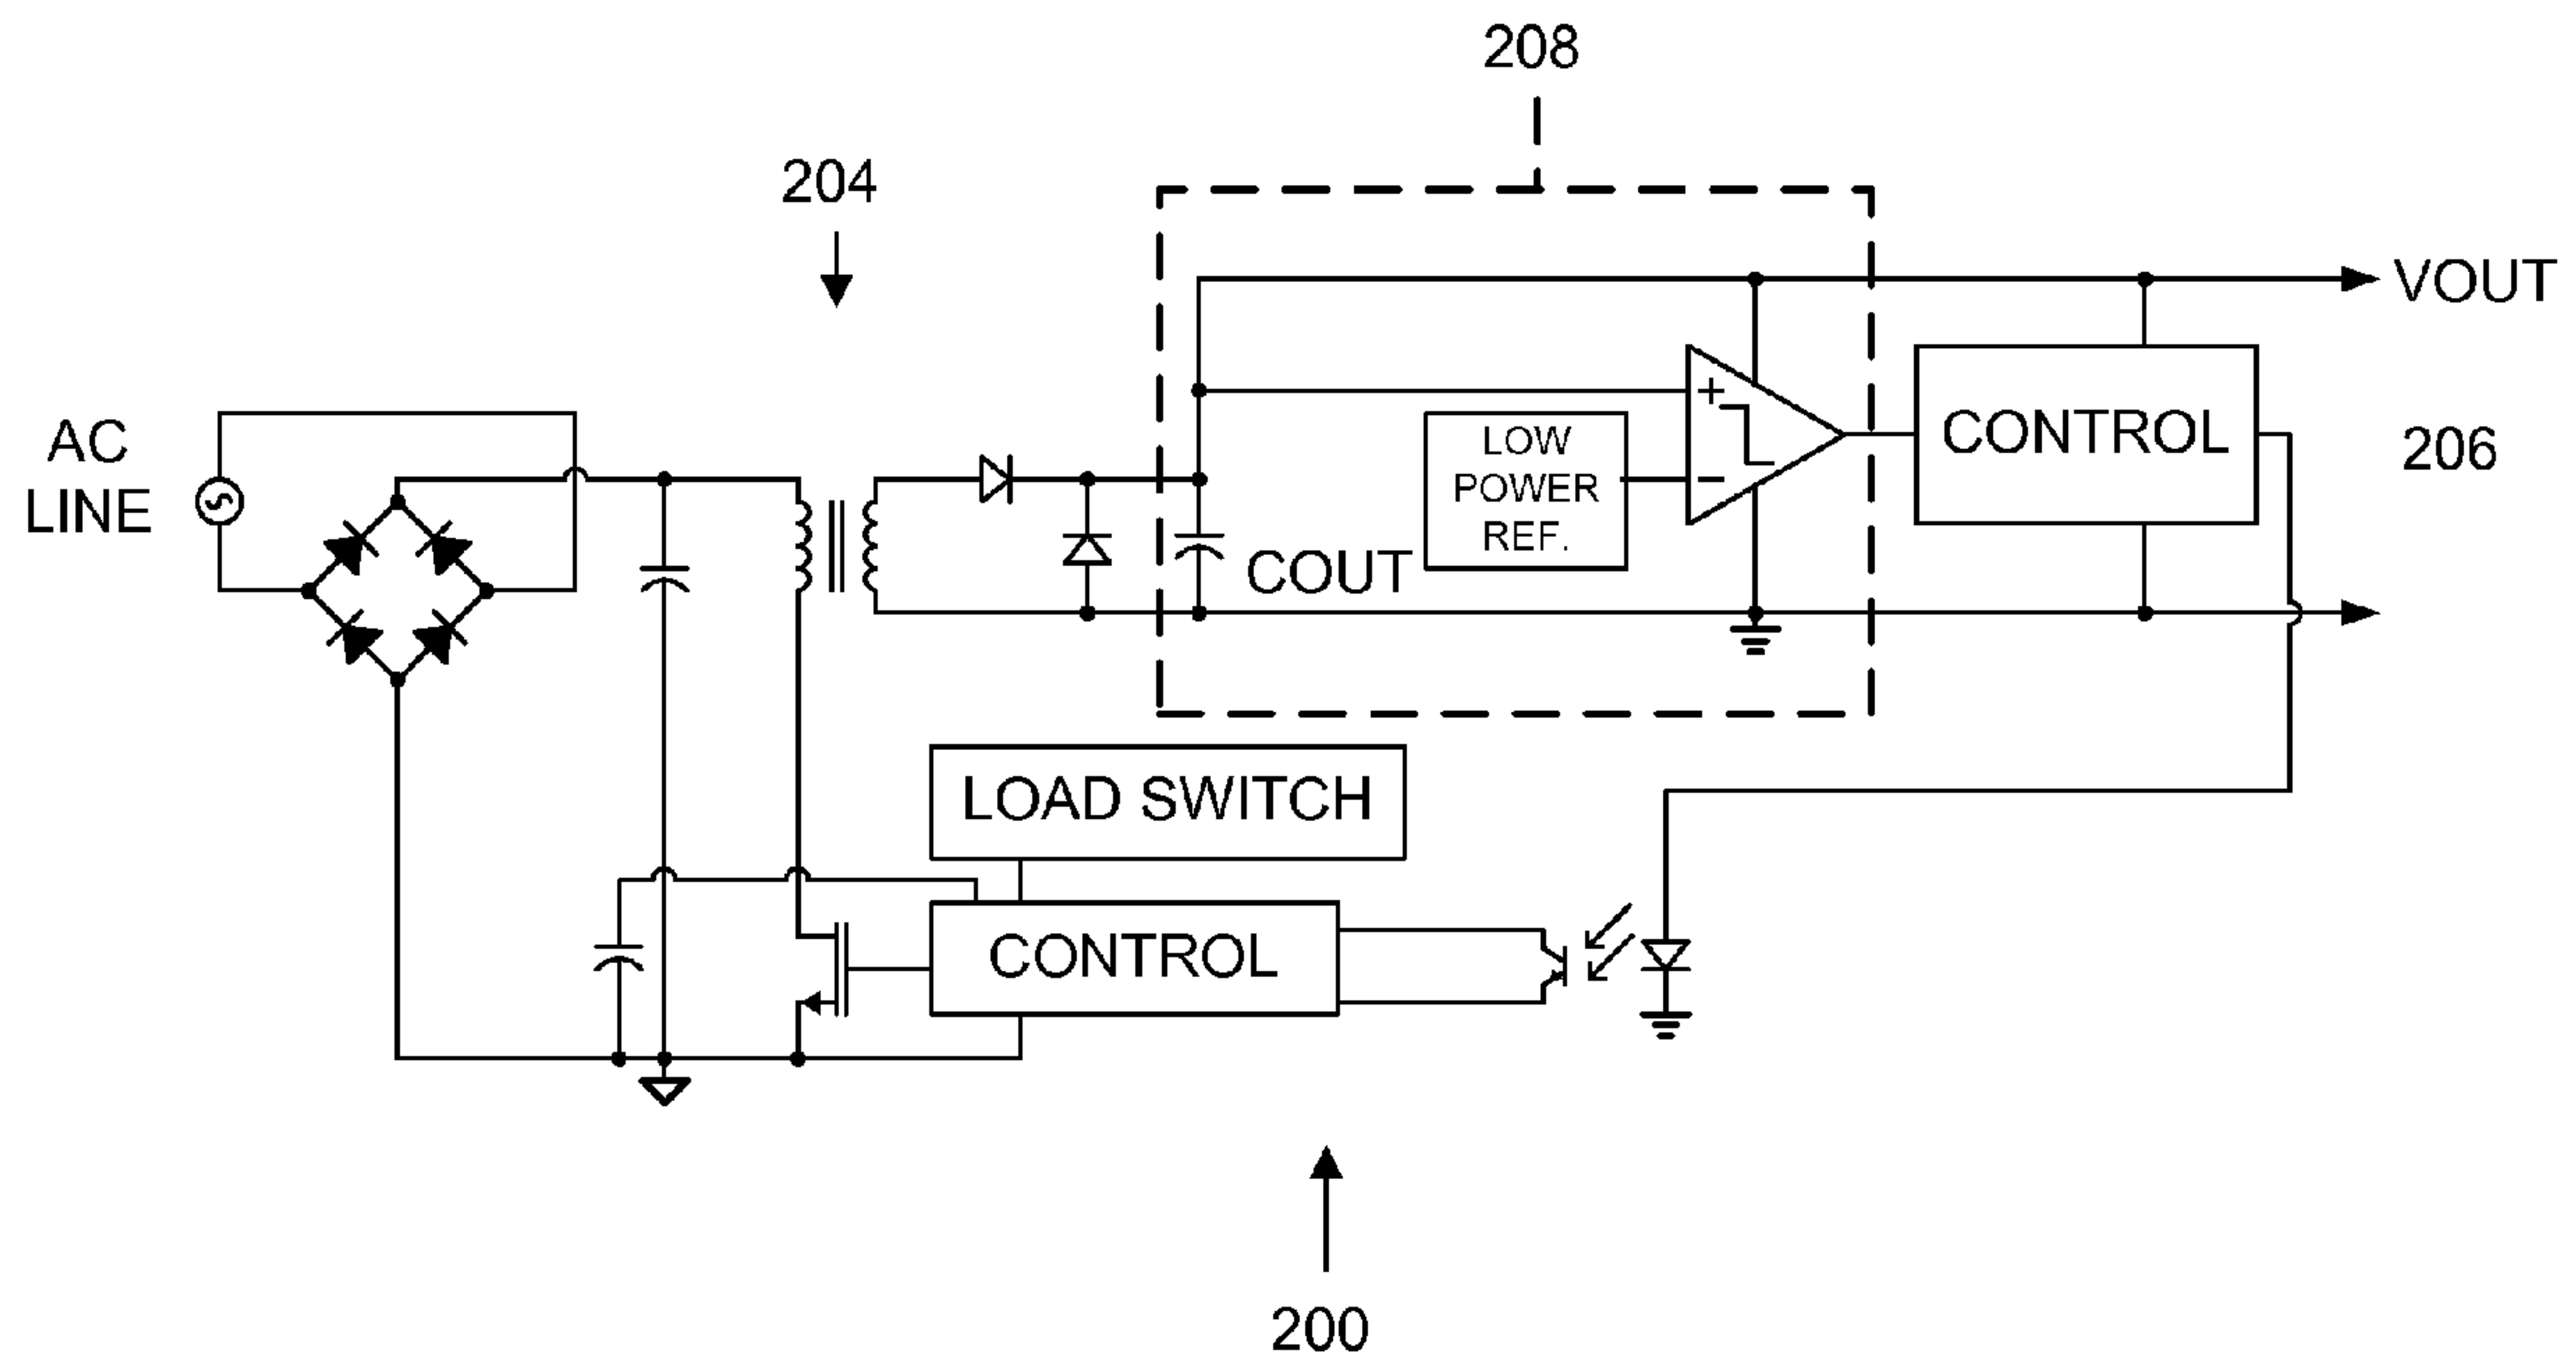 208
204
VOUT
AC
LINE
+
LOW
POWER
REF.
−
CONTROL
206
COUT
LOAD SWITCH
CONTROL
200